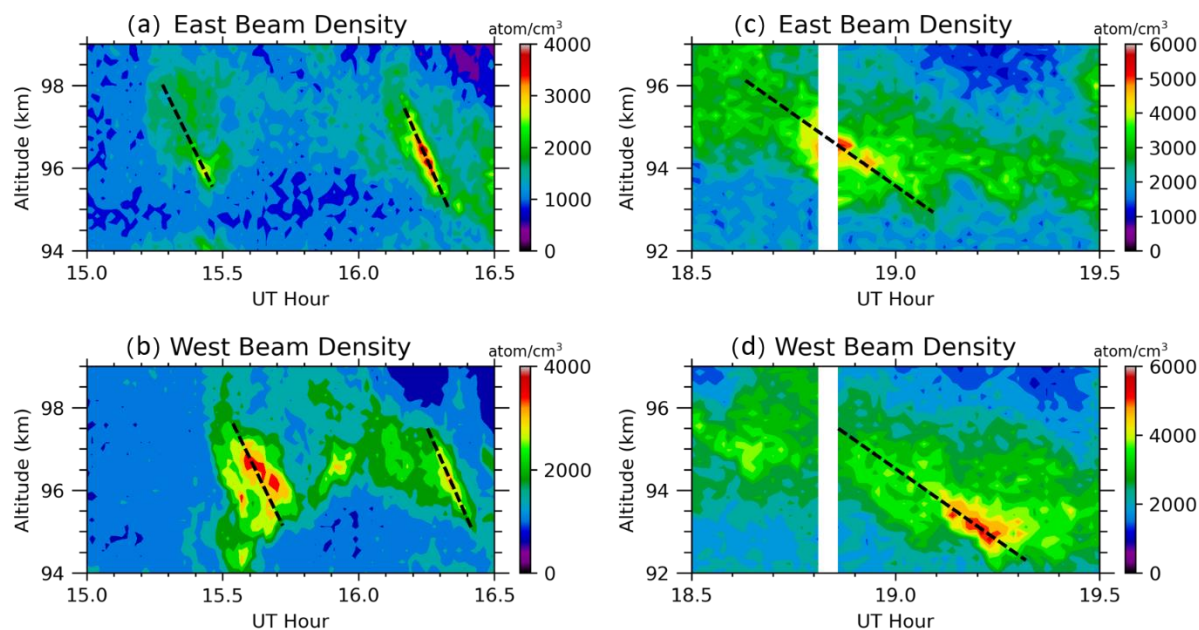 (a) East Beam Density
atom/cm³
4000
3000
2000
1000
0
98
96
94
Altitude (km)
15.0 15.5 16.0 16.5
UT Hour
(c) East Beam Density
atom/cm³
6000
5000
4000
3000
2000
1000
0
98
96
94
92
Altitude (km)
18.5 19.0 19.5
UT Hour
(b) West Beam Density
atom/cm³
4000
2000
0
98
96
94
Altitude (km)
15.0 15.5 16.0 16.5
UT Hour
(d) West Beam Density
atom/cm³
6000
4000
2000
0
96
94
92
Altitude (km)
18.5 19.0 19.5
UT Hour